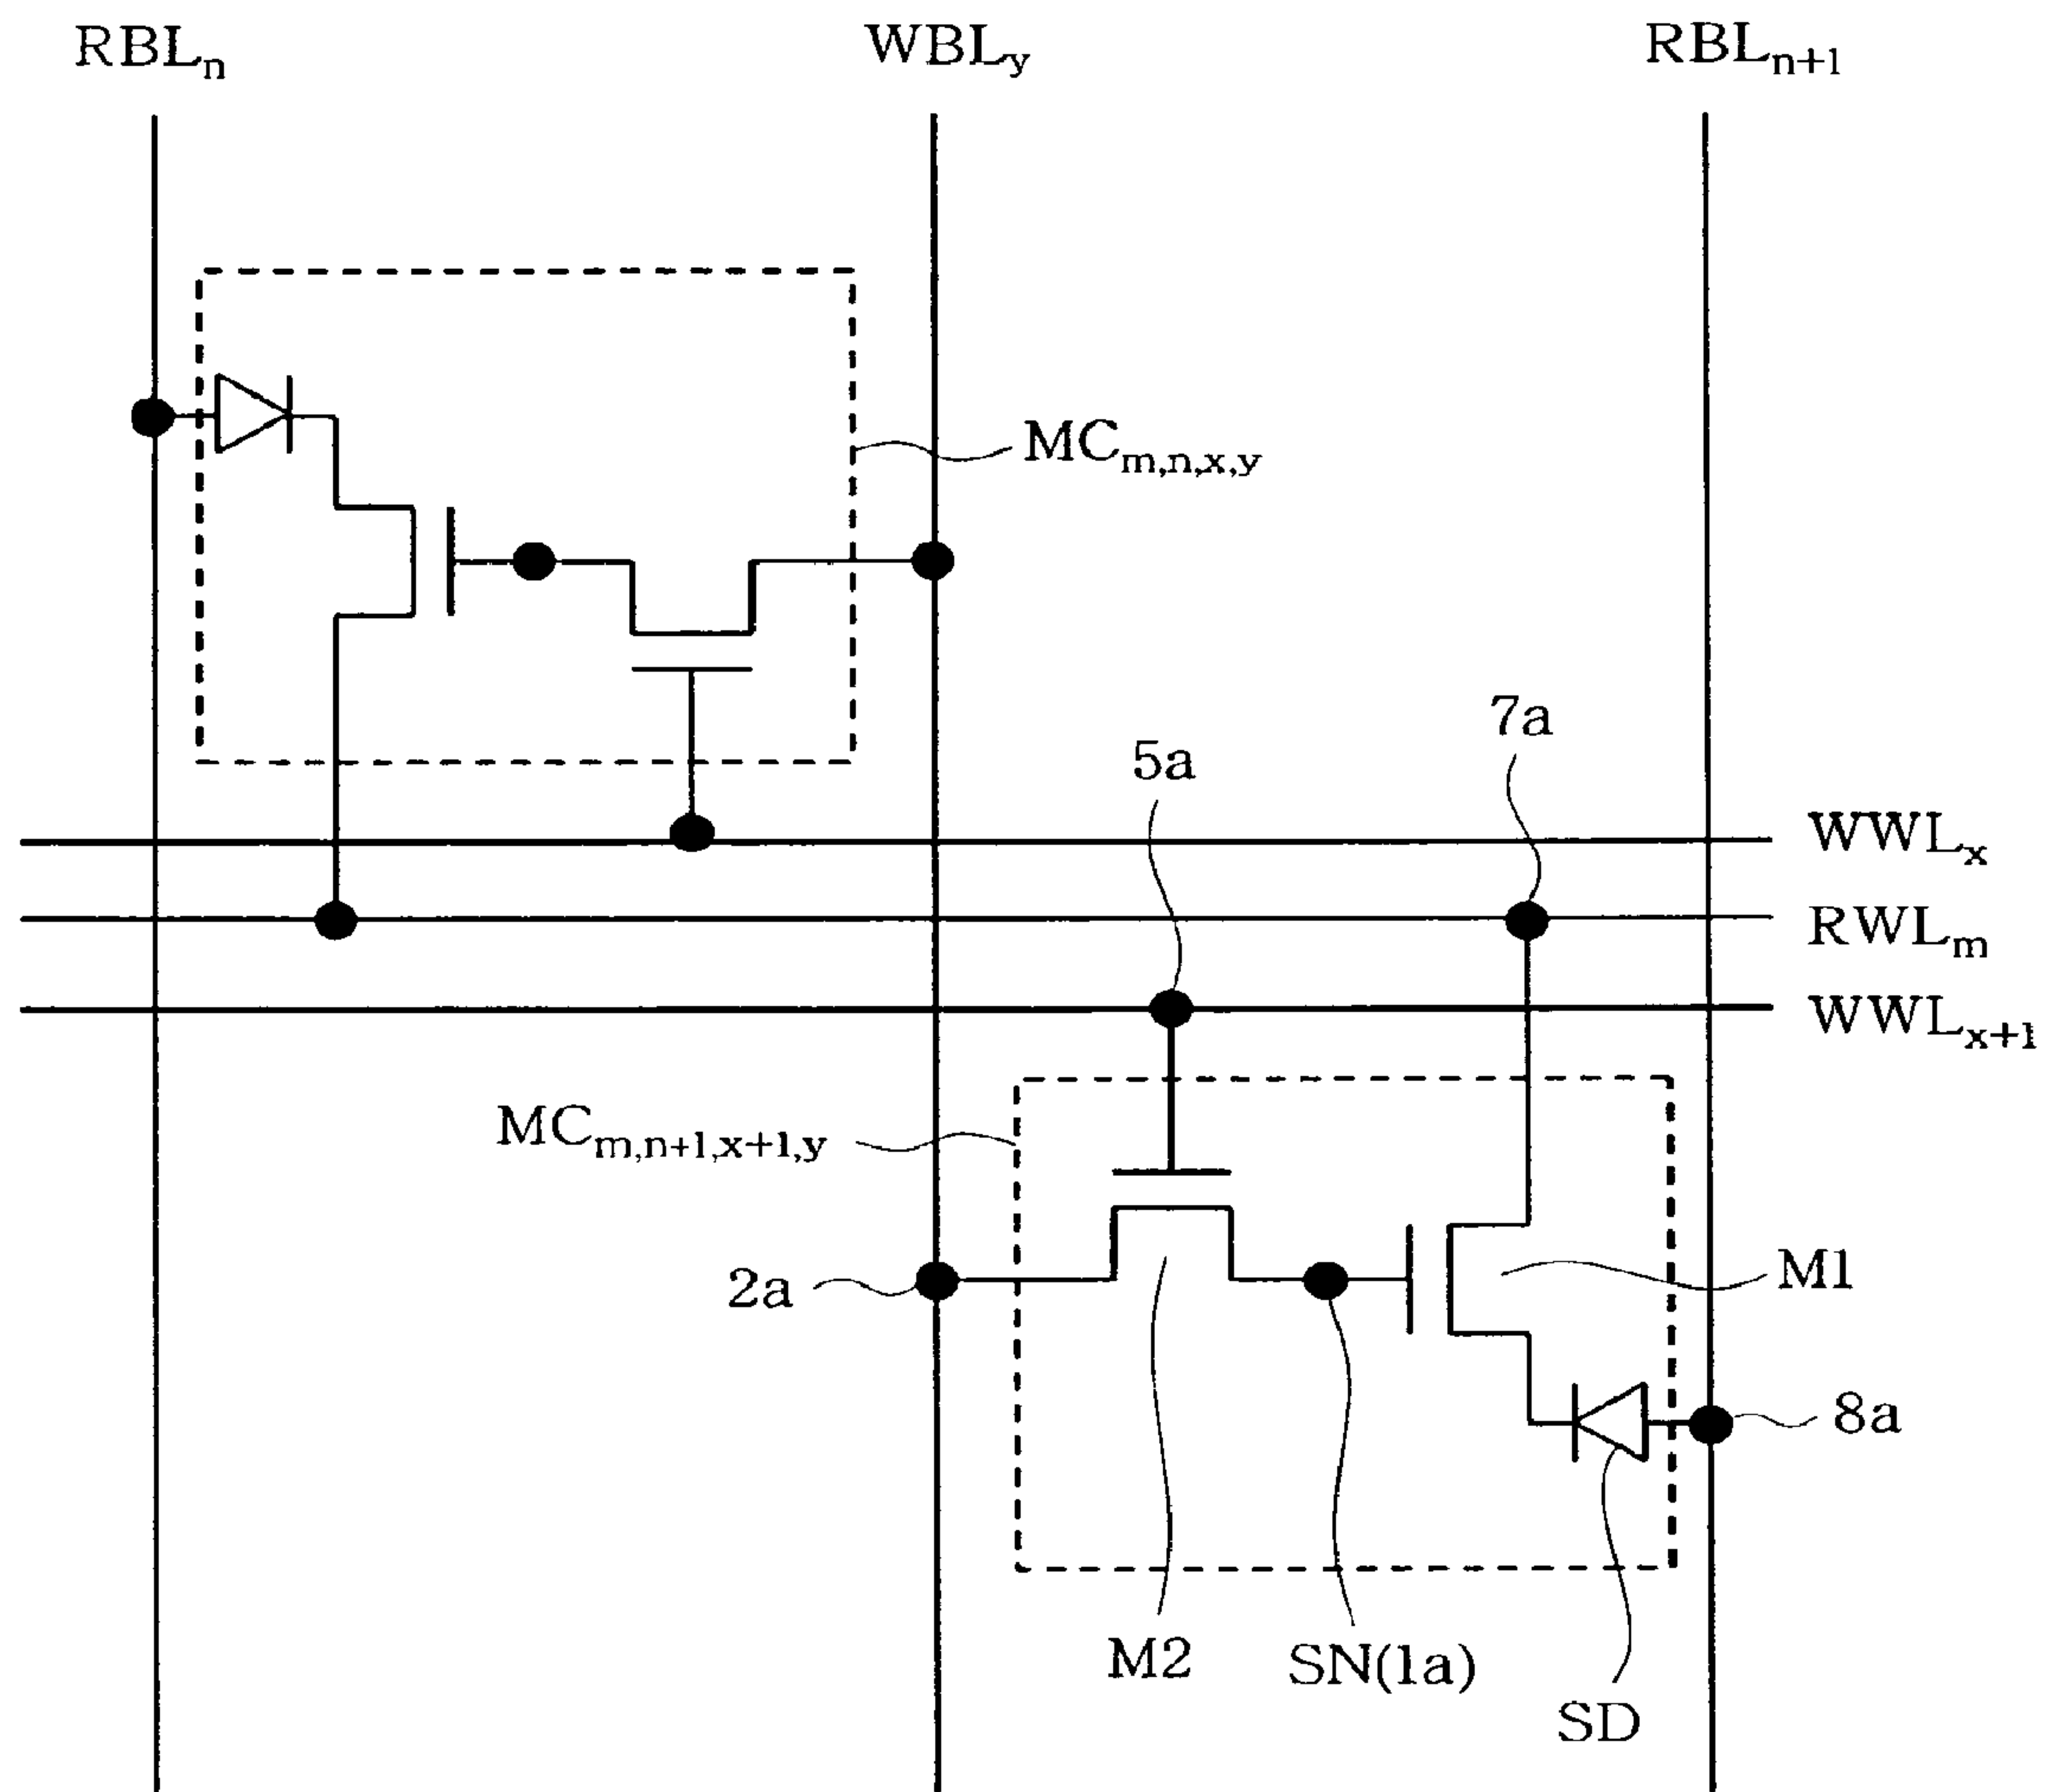 RBLn
WBLy
RBLn+1
MCm,n,x,y
7a
5a
WWLx
RWLm
WWLx+1
MCm,n+1,x+1,y
M1
2a
8a
M2
SN(1a)
SD